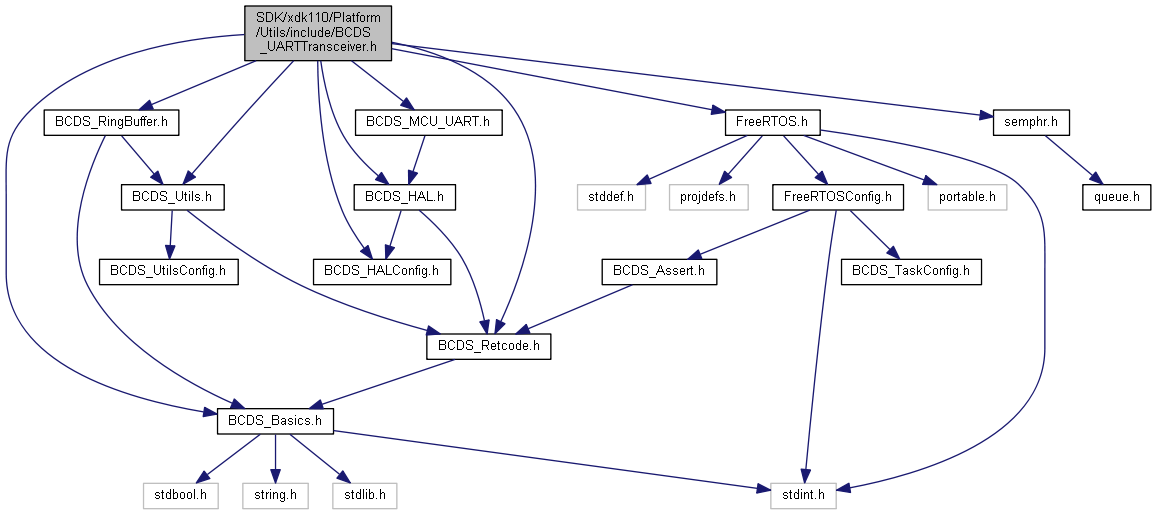 SDK/xdk110/Platform
/Utils/include/BCDS
_UARTTransceiver.h
BCDS_RingBuffer.h
BCDS_MCU_UART.h
FreeRTOS.h
semphr.h
BCDS_Utils.h
BCDS_HAL.h
stddef.h
projdefs.h
FreeRTOSConfig.h
portable.h
queue.h
BCDS_UtilsConfig.h
BCDS_HALConfig.h
BCDS_Assert.h
BCDS_TaskConfig.h
BCDS_Retcode.h
BCDS_Basics.h
stdbool.h
string.h
stdlib.h
stdint.h